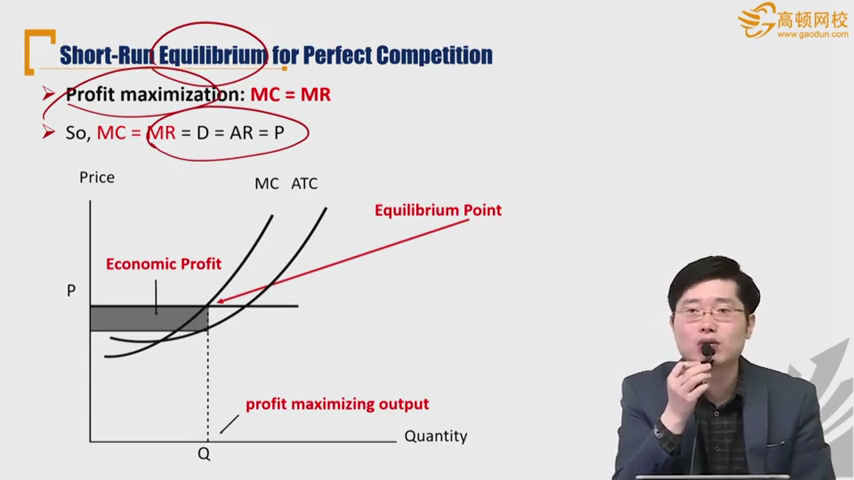 高顿网校
www.gaodun.com
Short-Run Equilibrium for Perfect Competition
Profit maximization: MC = MR
So, MC = MR = D = AR = P
Price
MC ATC
Equilibrium Point
Economic Profit
P
profit maximizing output
Quantity
Q